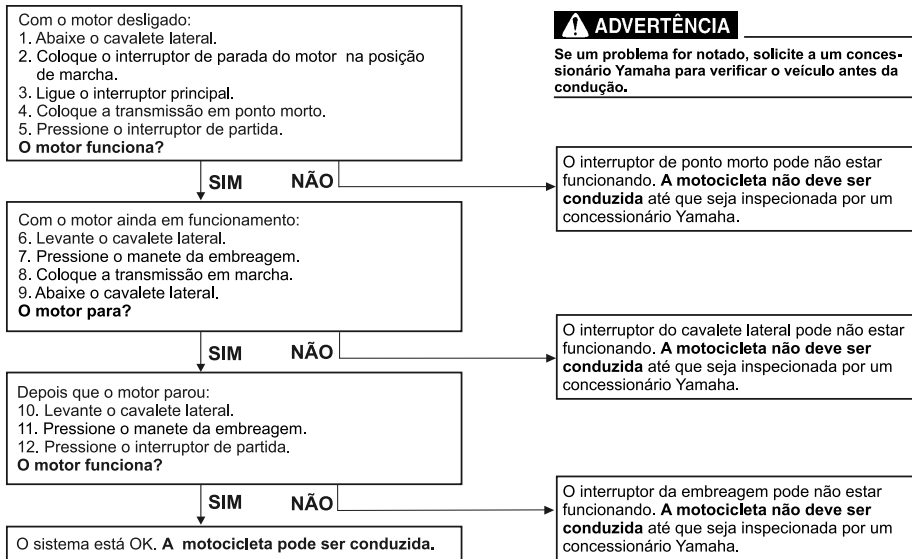 Com o motor desligado:
1. Abaixe o cavalete lateral.
2. Coloque o interruptor de parada do motor na posição
de marcha.
3. Ligue o interruptor principal.
4. Coloque a transmissão em ponto morto.
5. Pressione o interruptor de partida.
O motor funciona?
ADVERTÊNCIA
Se um problema for notado, solicite a um conces-
sionário Yamaha para verificar o veículo antes da
condução.
SIM NÃO
O interruptor de ponto morto pode não estar
funcionando. A motocicleta não deve ser
conduzida até que seja inspecionada por um
concessionário Yamaha.
Com o motor ainda em funcionamento:
6. Levante o cavalete lateral.
7. Pressione o manete da embreagem.
8. Coloque a transmissão em marcha.
9. Abaixe o cavalete lateral.
O motor para?
SIM NÃO
O interruptor do cavalete lateral pode não estar
funcionando. A motocicleta não deve ser
conduzida até que seja inspecionada por um
concessionário Yamaha.
Depois que o motor parou:
10. Levante o cavalete lateral.
11. Pressione o manete da embreagem.
12. Pressione o interruptor de partida.
O motor funciona?
SIM NÃO
O interruptor da embreagem pode não estar
funcionando. A motocicleta não deve ser
conduzida até que seja inspecionada por um
concessionário Yamaha.
O sistema está OK. A motocicleta pode ser conduzida.